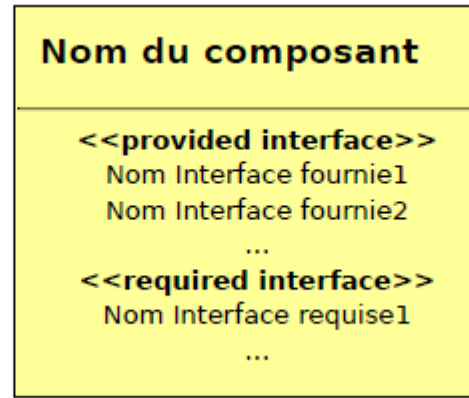 Nom du composant
<<provided interface>>
Nom Interface fournie1
Nom Interface fournie2
...
<<required interface>>
Nom Interface requise1
...